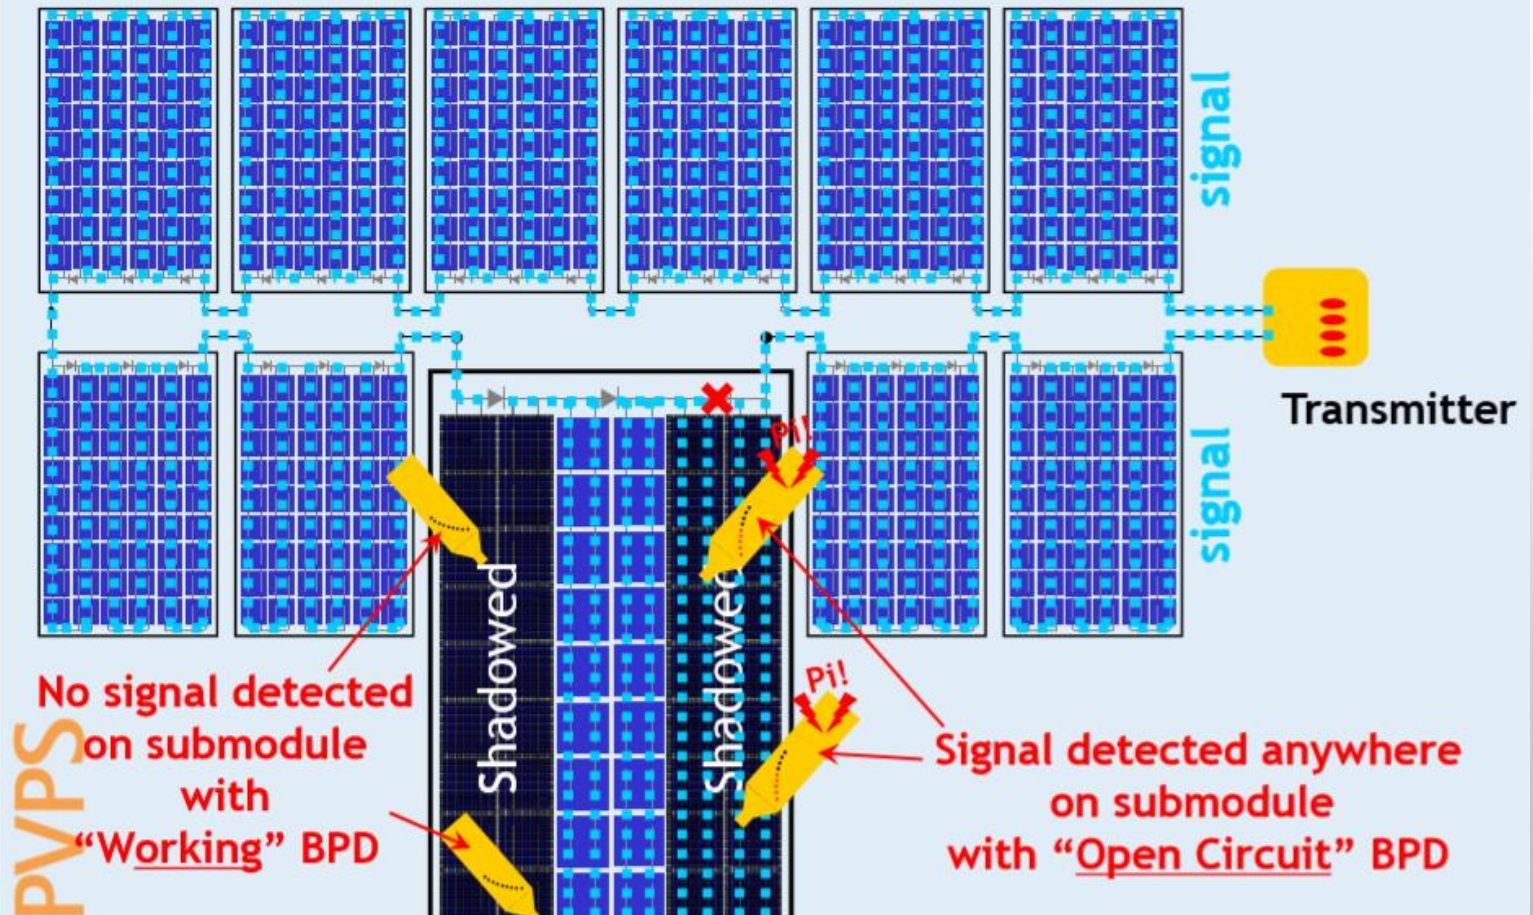 signal
Transmitter
signal
Pi!
Shadowed
Shadowed
Pi!
No signal detected
on submodule
with
“Working” BPD
Signal detected anywhere
on submodule
with “Open Circuit” BPD
PVPS